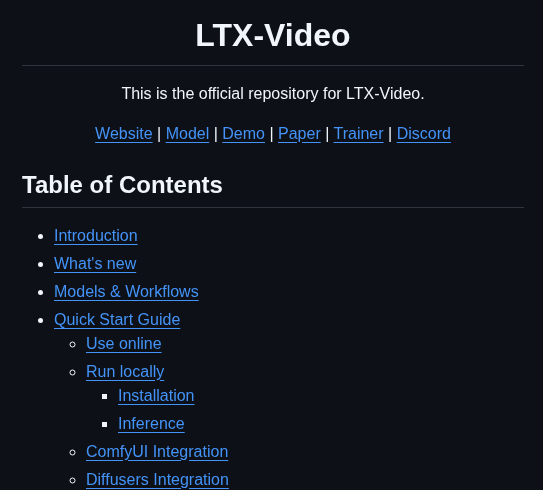 LTX-Video
This is the official repository for LTX-Video.
Website | Model | Demo | Paper | Trainer | Discord
Table of Contents
Introduction
What's new
Models & Workflows
Quick Start Guide
Use online
Run locally
Installation
Inference
ComfyUI Integration
Diffusers Integration